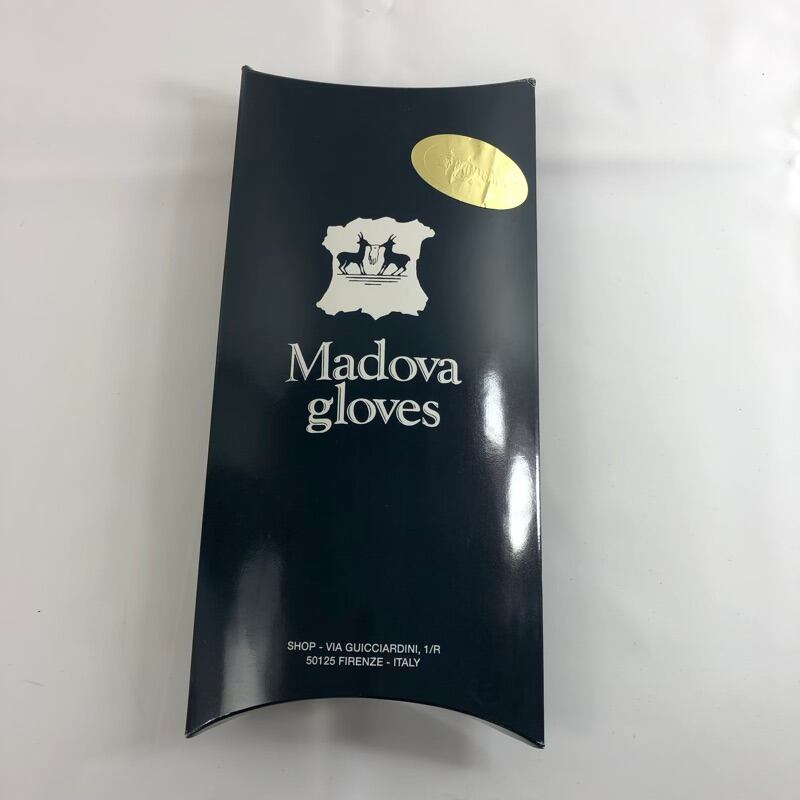 Madova
gloves
SHOP - VIA GUICCIARDINI, 1/R
50125 FIRENZE - ITALY